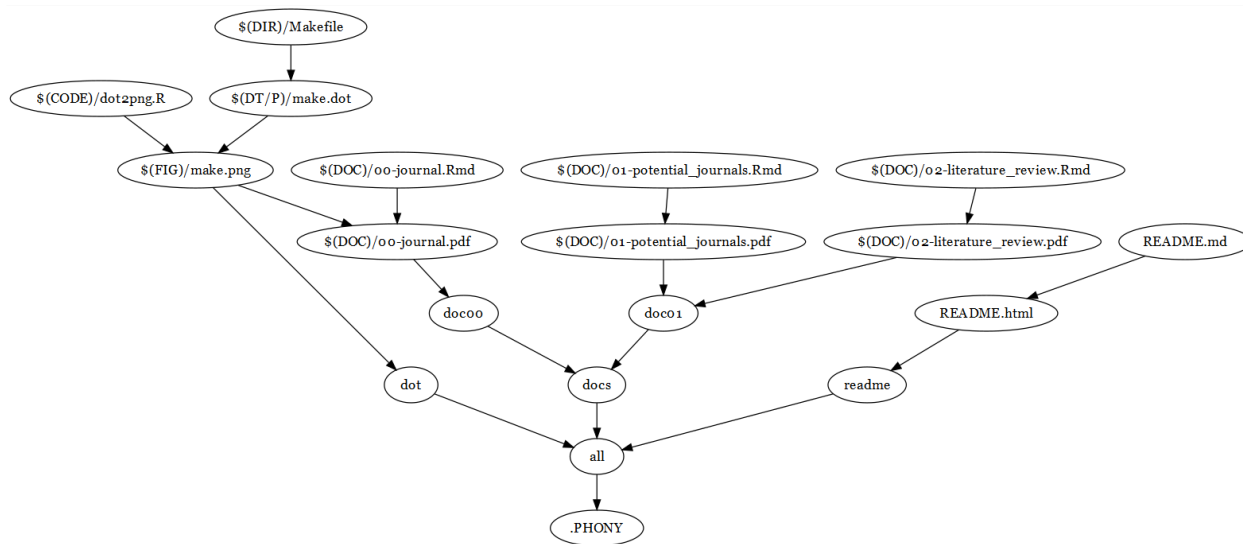 $(DIR)/Makefile
$(CODE)/dot2png.R
$(DT/P)/make.dot
$(FIG)/make.png
$(DOC)/00-journal.Rmd
$(DOC)/01-potential_journals.Rmd
$(DOC)/02-literature_review.Rmd
$(DOC)/00-journal.pdf
$(DOC)/01-potential_journals.pdf
$(DOC)/02-literature_review.pdf
README.md
doc00
doc01
README.html
dot
docs
readme
all
.PHONY